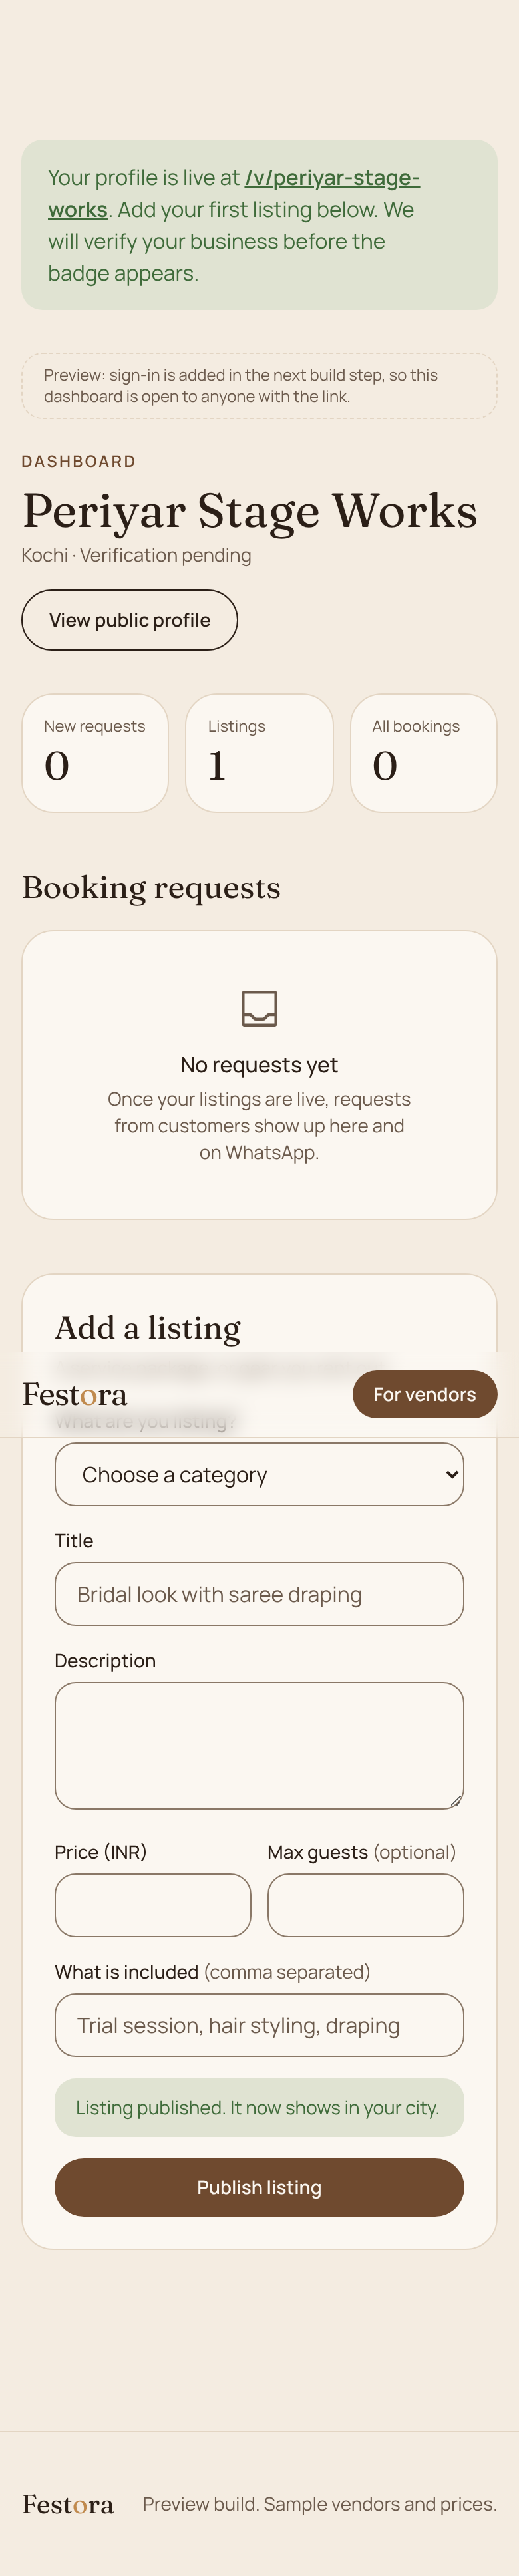 Your profile is live at /v/periyar-stage-
works. Add your first listing below. We
will verify your business before the
badge appears.
Preview: sign-in is added in the next build step, so this
dashboard is open to anyone with the link.
DASHBOARD
Periyar Stage Works
Kochi · Verification pending
View public profile
New requests
0
Listings
1
All bookings
0
Booking requests
No requests yet
Once your listings are live, requests
from customers show up here and
on WhatsApp.
Add a listing
Festora
For vendors
What are you listing?
Choose a category
Title
Bridal look with saree draping
Description
Price (INR)
Max guests (optional)
What is included (comma separated)
Trial session, hair styling, draping
Listing published. It now shows in your city.
Publish listing
Festora
Preview build. Sample vendors and prices.